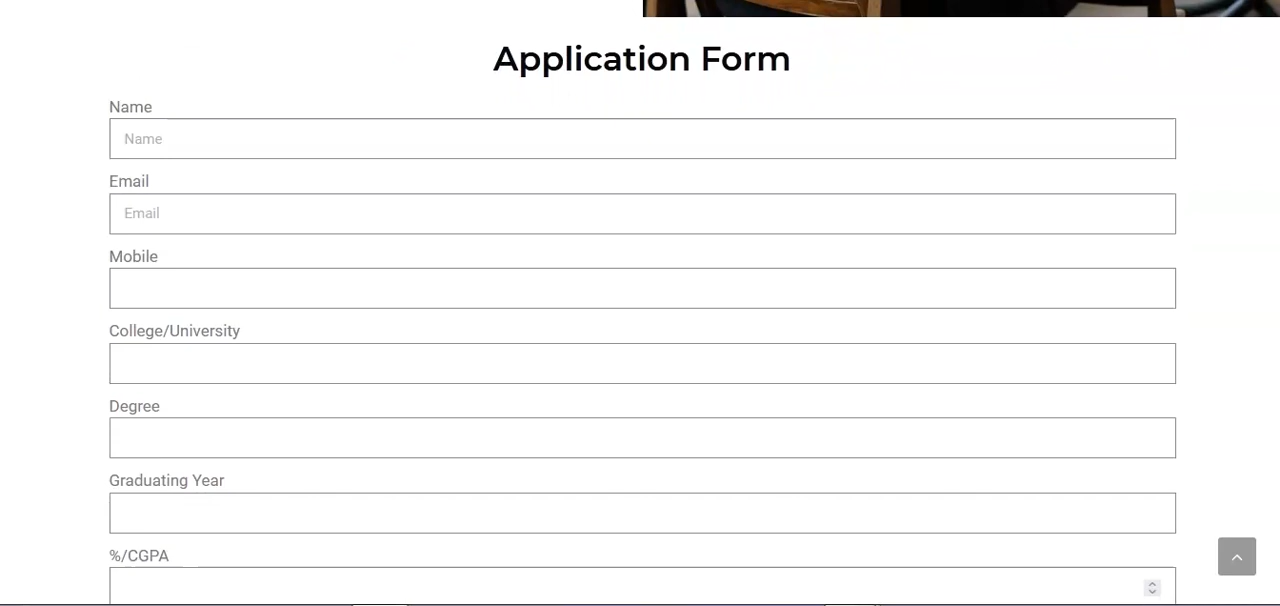 Application Form
Name
Name
Email
Email
Mobile
College/University
Degree
Graduating Year
%/CGPA